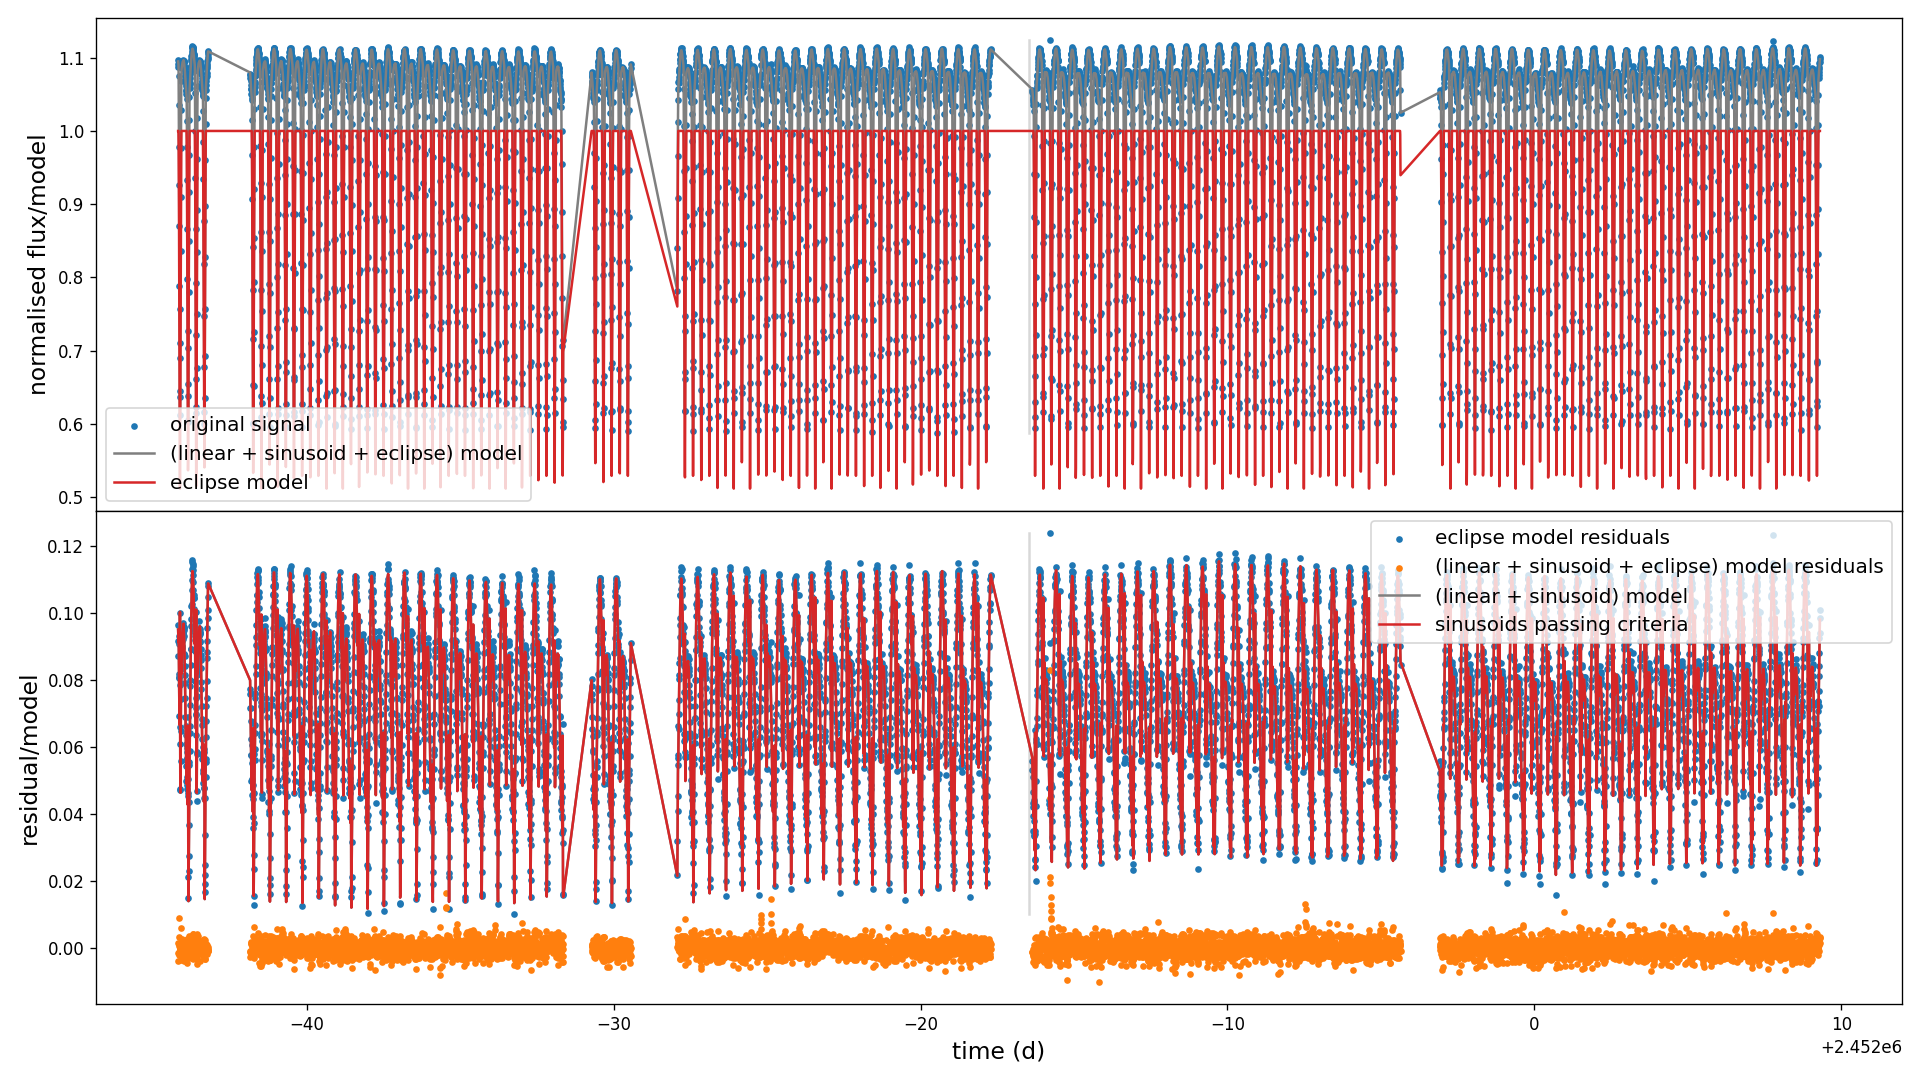 normalised flux/model
1.1
1.0
0.9
0.8
0.7
0.6
0.5
original signal
(linear + sinusoid + eclipse) model
eclipse model
residual/model
0.12
0.10
0.08
0.06
0.04
0.02
0.00
eclipse model residuals
(linear + sinusoid + eclipse) model residuals
(linear + sinusoid) model
sinusoids passing criteria
−40 −30 −20 −10 0 10
time (d)
+2.452e6